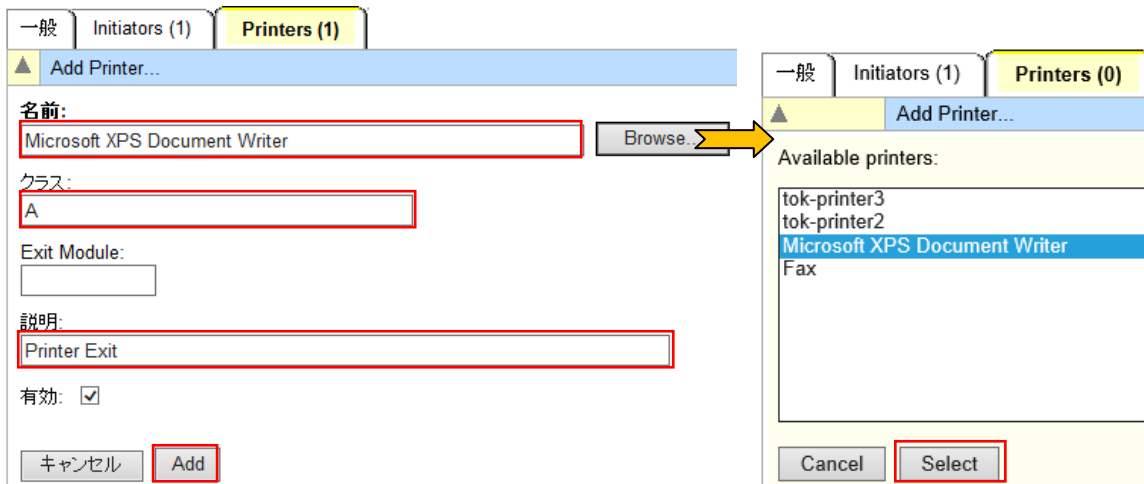 一般 Initiators (1) Printers (1)
Add Printer...
名前:
Microsoft XPS Document Writer Browse...
クラス:
A
Exit Module:
説明:
Printer Exit
有効:
キャンセル Add
一般 Initiators (1) Printers (0)
Add Printer...
Available printers:
tok-printer3
tok-printer2
Microsoft XPS Document Writer
Fax
Cancel Select